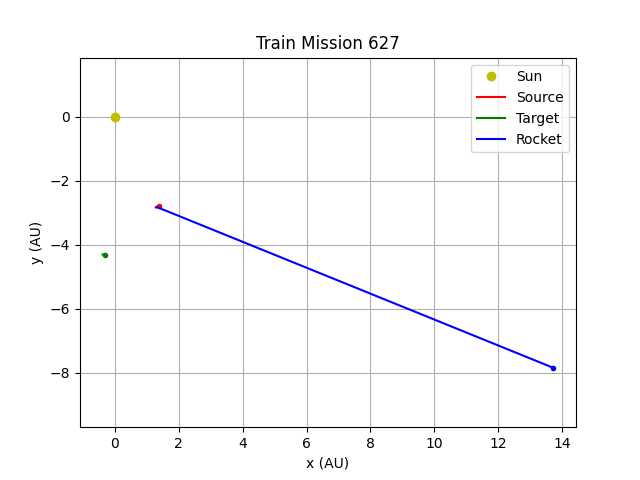 Train Mission 627
Sun
Source
Target
Rocket
0
−2
−4
−6
−8
y (AU)
0 2 4 6 8 10 12 14
x (AU)